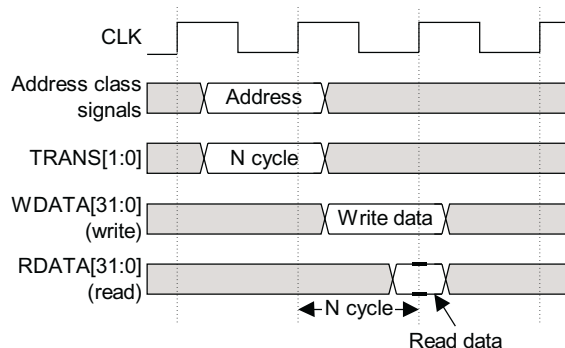 CLK
Address class
signals
Address
TRANS[1:0]
N cycle
WDATA[31:0]
(write)
Write data
RDATA[31:0]
(read)
N cycle
Read data